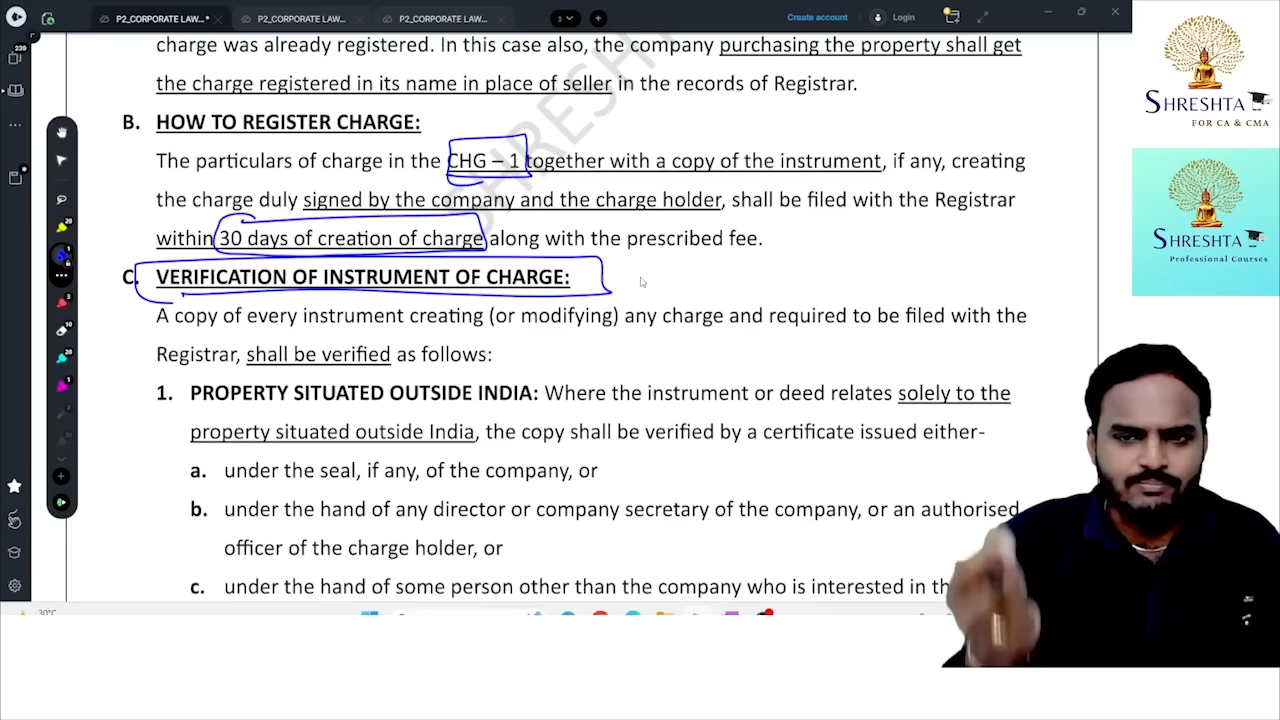 P2_CORPORATE LAW...*
P2_CORPORATE LAW...
P2_CORPORATE LAW...
3
Create account
Login
239
charge was already registered. In this case also, the company purchasing the property shall get
the charge registered in its name in place of seller in the records of Registrar.
B. HOW TO REGISTER CHARGE:
The particulars of charge in the CHG – 1 together with a copy of the instrument, if any, creating
the charge duly signed by the company and the charge holder, shall be filed with the Registrar
within 30 days of creation of charge along with the prescribed fee.
C. VERIFICATION OF INSTRUMENT OF CHARGE:
A copy of every instrument creating (or modifying) any charge and required to be filed with the
Registrar, shall be verified as follows:
1. PROPERTY SITUATED OUTSIDE INDIA: Where the instrument or deed relates solely to the
property situated outside India, the copy shall be verified by a certificate issued either-
a. under the seal, if any, of the company, or
b. under the hand of any director or company secretary of the company, or an authorised
officer of the charge holder, or
c. under the hand of some person other than the company who is interested in
SHRESHTA
FOR CA & CMA
SHRESHTA
Professional Courses
SHRESH
20
1
3
10
20
1
30°C